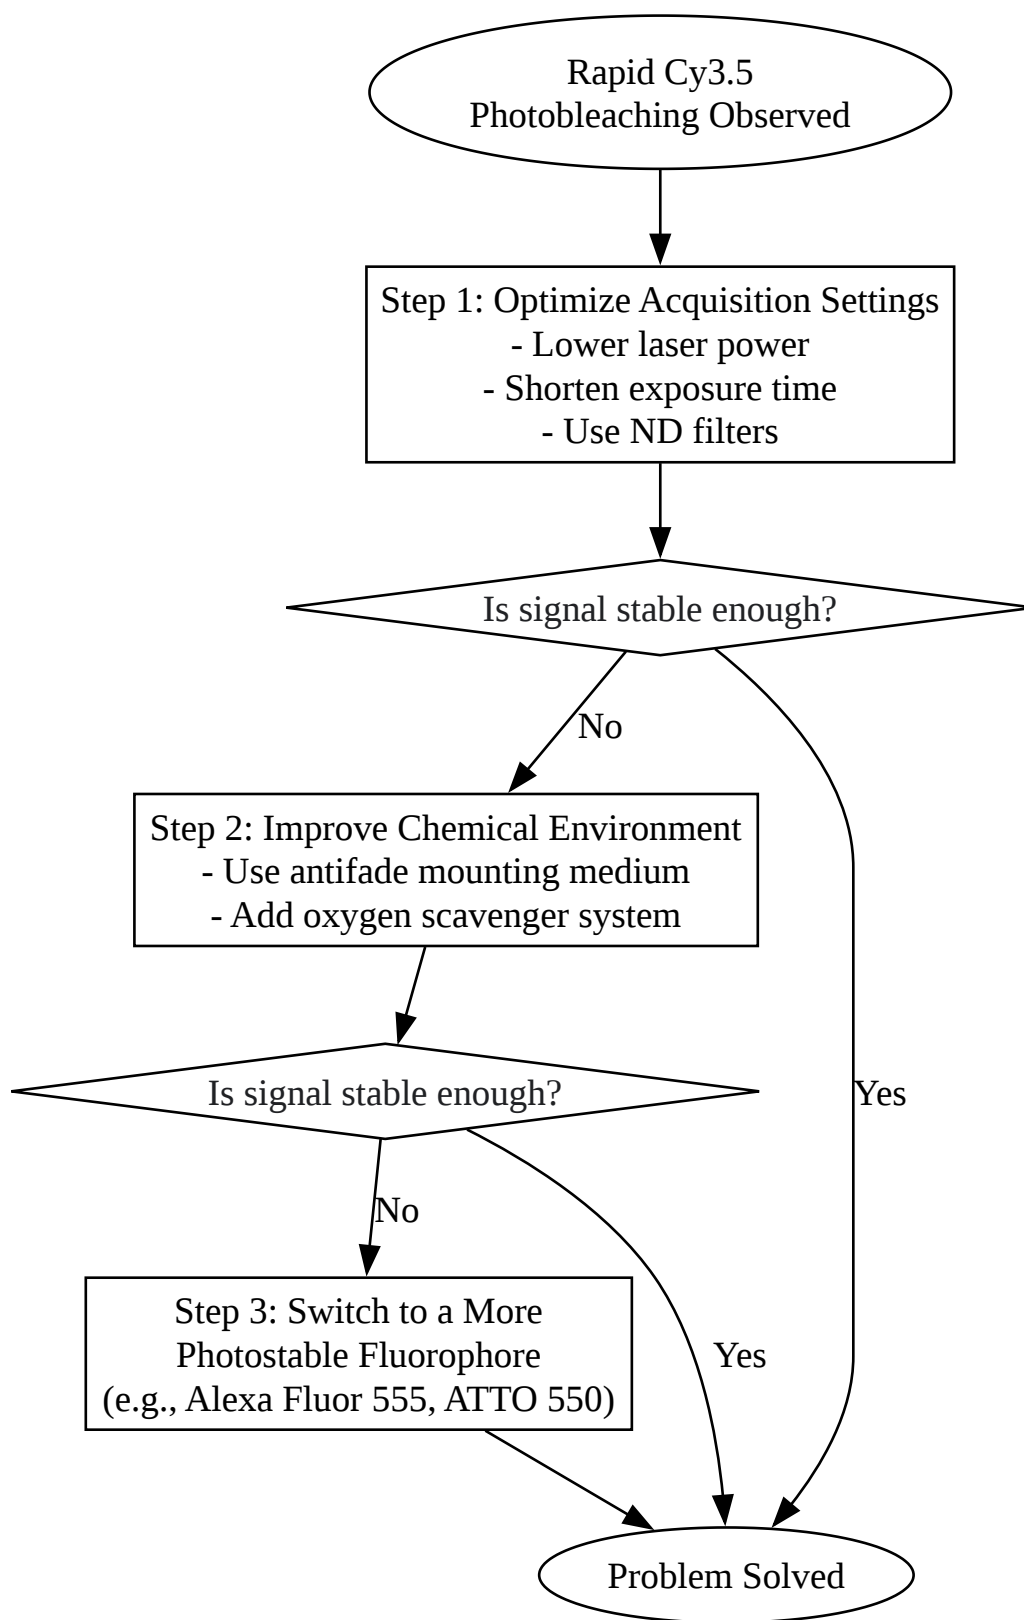 Rapid Cy3.5
Photobleaching Observed
Step 1: Optimize Acquisition Settings
- Lower laser power
- Shorten exposure time
- Use ND filters
Is signal stable enough?
No
Step 2: Improve Chemical Environment
- Use antifade mounting medium
- Add oxygen scavenger system
Is signal stable enough?
Yes
No
Step 3: Switch to a More
Photostable Fluorophore
(e.g., Alexa Fluor 555, ATTO 550)
Yes
Problem Solved